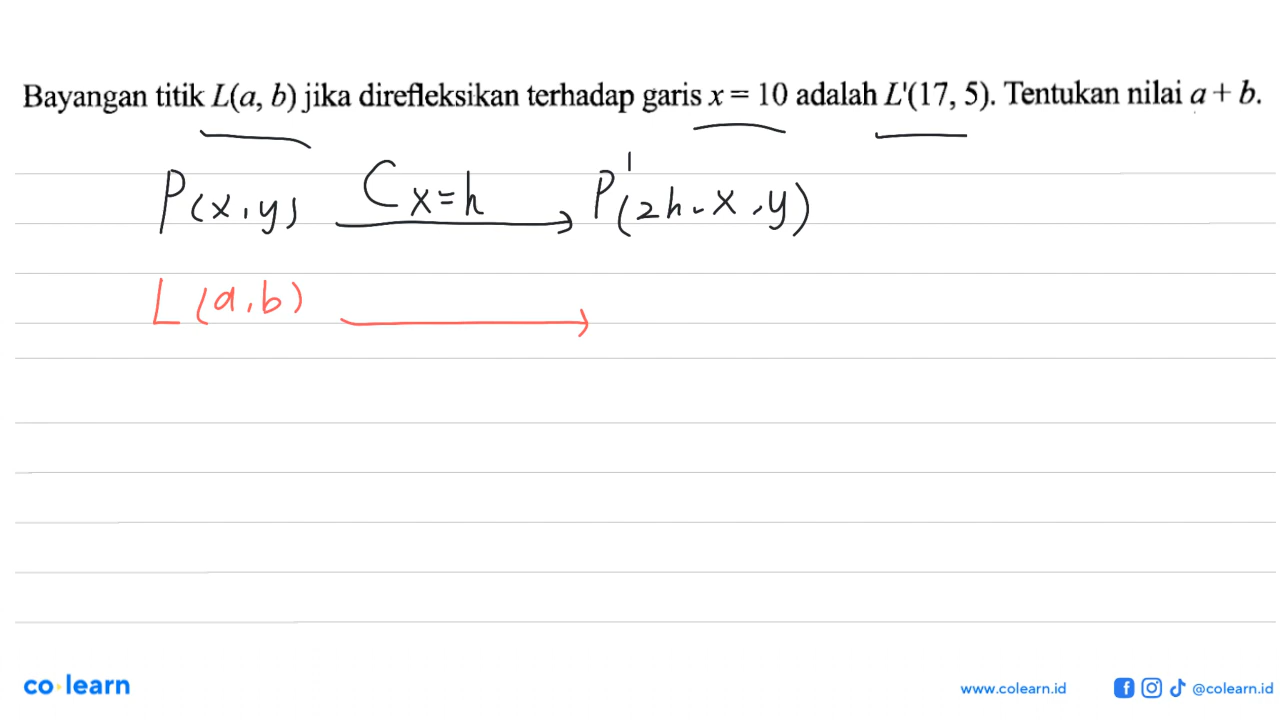 Bayangan titik L(a, b) jika direfleksikan terhadap garis x = 10 adalah L'(17, 5). Tentukan nilai a + b.
P(x,y) C x=h P'(2h-x,y)
L(a,b)
co learn
www.colearn.id @colearn.id